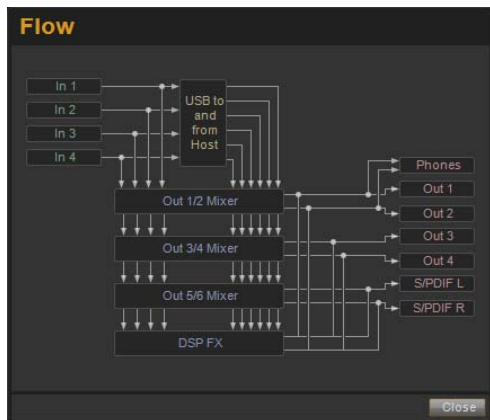 Flow
In 1
In 2
In 3
In 4
USB to
and
from
Host
Out 1/2 Mixer
Out 3/4 Mixer
Out 5/6 Mixer
DSP FX
Phones
Out 1
Out 2
Out 3
Out 4
S/PDIF L
S/PDIF R
Close